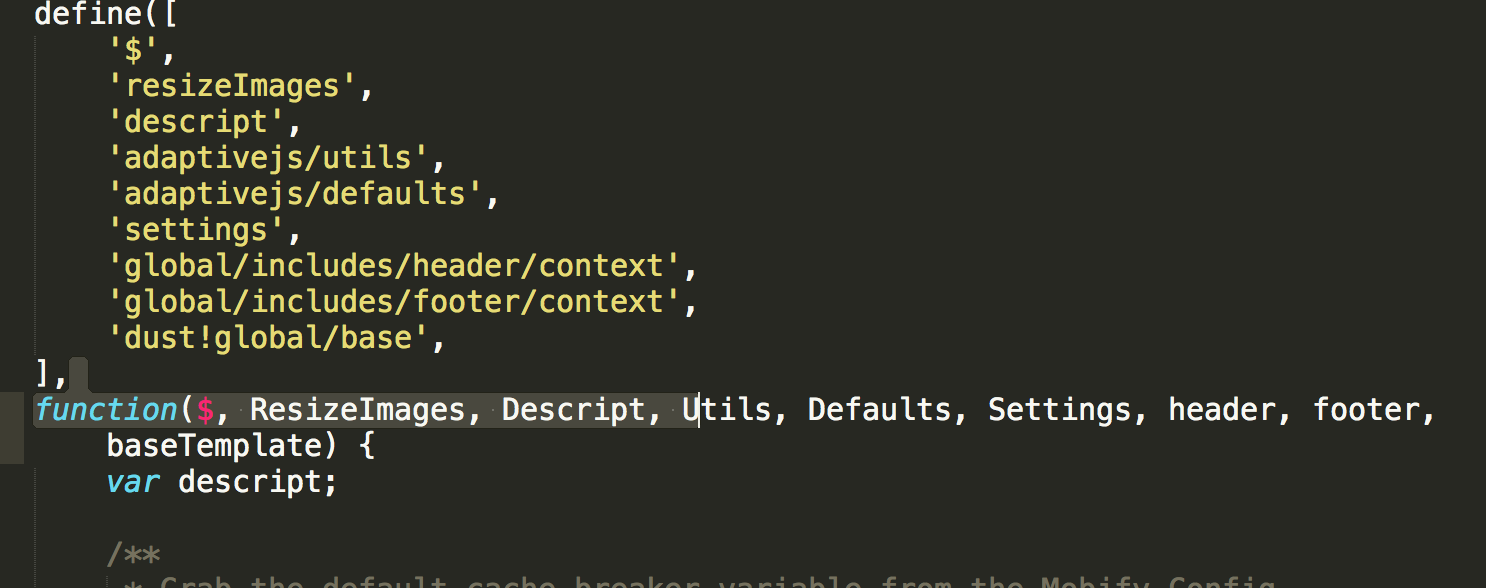 define([
'$',
'resizeImages',
'descript',
'adaptivejs/utils',
'adaptivejs/defaults',
'settings',
'global/includes/header/context',
'global/includes/footer/context',
'dust!global/base',
],
function($, ResizeImages, Descript, Utils, Defaults, Settings, header, footer,
baseTemplate) {
var descript;
/**
* Grab the default cache breaker variable from the Mobify Config